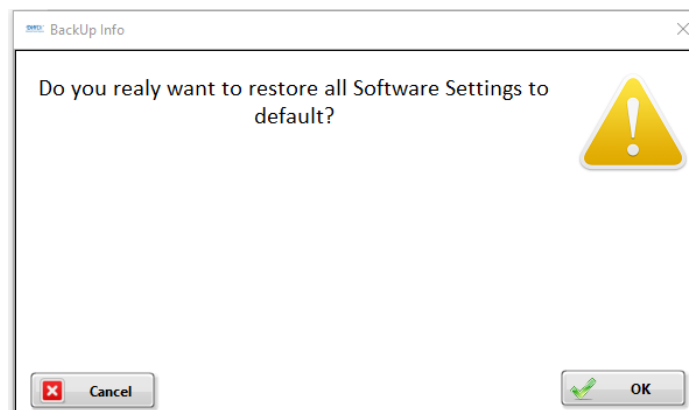 BackUp Info
Do you realy want to restore all Software Settings to
default?
Cancel
OK